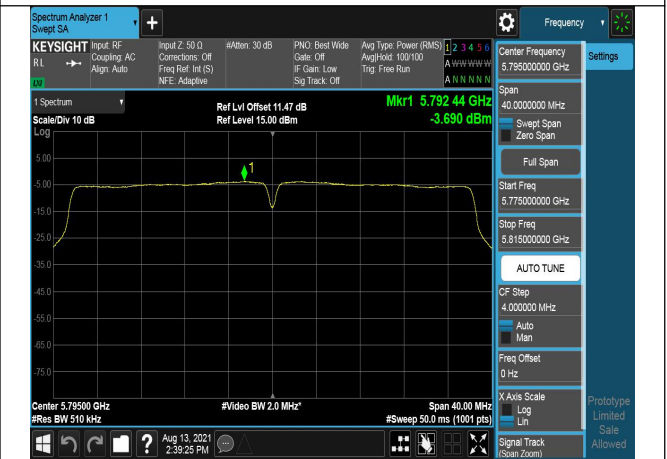 Spectrum Analyzer 1
Swept SA
+
Frequency
KEYSIGHT
RL
LXI
Input: RF
Coupling: AC
Align: Auto
Input Z: 50 Ω
Corrections: Off
Freq Ref: Int (S)
NFE: Adaptive
#Atten: 30 dB
PNO: Best Wide
Gate: Off
IF Gain: Low
Sig Track: Off
Avg Type: Power (RMS)
Avg|Hold: 100/100
Trig: Free Run
1 2 3 4 5 6
A W W W W W
A N N N N N
1 Spectrum
Scale/Div 10 dB
Log
Ref Lvl Offset 11.47 dB
Ref Level 15.00 dBm
Mkr1 5.792 44 GHz
-3.690 dBm
1
5.00
-5.00
-15.0
-25.0
-35.0
-45.0
-55.0
-65.0
-75.0
Center 5.79500 GHz
#Res BW 510 kHz
#Video BW 2.0 MHz*
Span 40.00 MHz
#Sweep 50.0 ms (1001 pts)
Center Frequency
5.795000000 GHz
Settings
Span
40.0000000 MHz
Swept Span
Zero Span
Full Span
Start Freq
5.775000000 GHz
Stop Freq
5.815000000 GHz
AUTO TUNE
CF Step
4.000000 MHz
Auto
Man
Freq Offset
0 Hz
X Axis Scale
Log
Lin
Signal Track
(Span Zoom)
Prototype
Limited
Sale
Allowed
?
Aug 13, 2021
2:39:25 PM